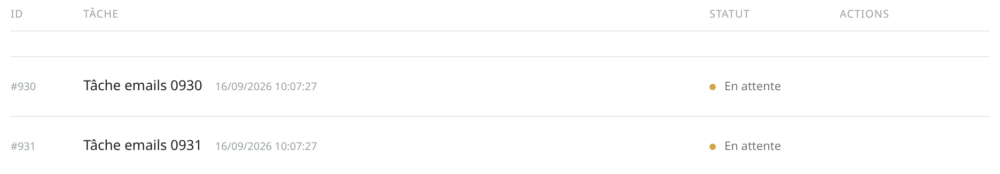 ID TÂCHE STATUT ACTIONS
#930 Tâche emails 0930 16/09/2026 10:07:27 En attente
#931 Tâche emails 0931 16/09/2026 10:07:27 En attente